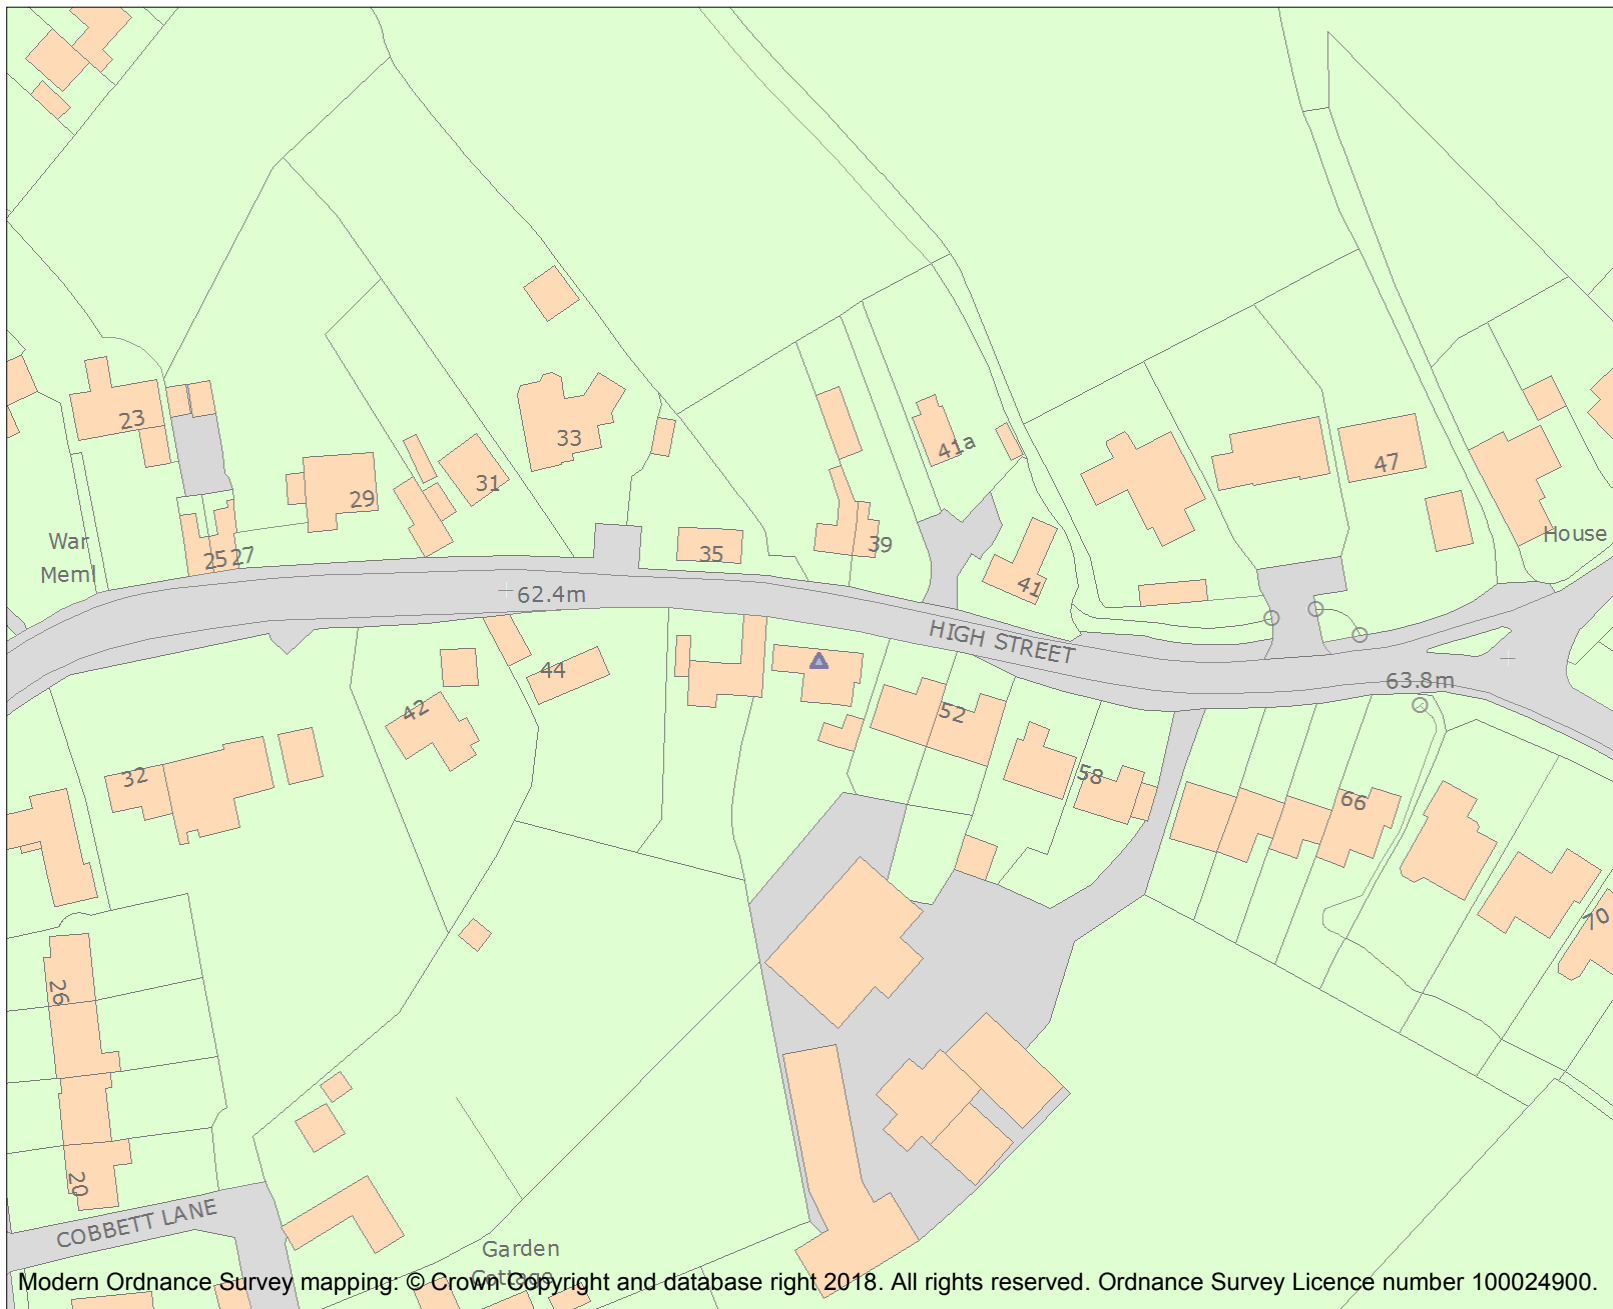 23
33
41a
47
31
29
War
Meml
25 27
35
39
41
House
62.4m
HIGH STREET
44
63.8m
42
52
32
58
66
70
26
20
COBBETT LANE
Garden
Cottage
Modern Ordnance Survey mapping: © Crown Copyright and database right 2018. All rights reserved. Ordnance Survey Licence number 100024900.